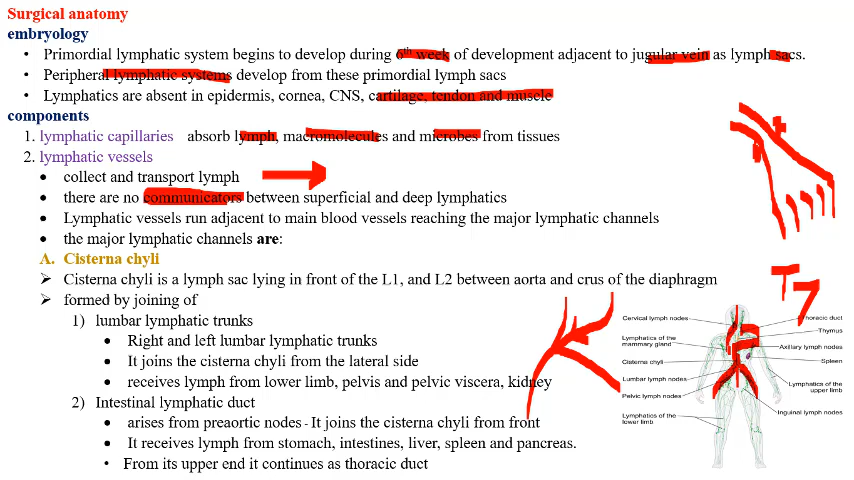 Surgical anatomy
embryology
• Primordial lymphatic system begins to develop during 6th week of development adjacent to jugular vein as lymph sacs.
• Peripheral lymphatic systems develop from these primordial lymph sacs
• Lymphatics are absent in epidermis, cornea, CNS, cartilage, tendon and muscle
components
1. lymphatic capillaries absorb lymph, macromolecules and microbes from tissues
2. lymphatic vessels
• collect and transport lymph
• there are no communicators between superficial and deep lymphatics
• Lymphatic vessels run adjacent to main blood vessels reaching the major lymphatic channels
• the major lymphatic channels are:
A. Cisterna chyli
➤ Cisterna chyli is a lymph sac lying in front of the L1, and L2 between aorta and crus of the diaphragm
➤ formed by joining of
1) lumbar lymphatic trunks
• Right and left lumbar lymphatic trunks
• It joins the cisterna chyli from the lateral side
• receives lymph from lower limb, pelvis and pelvic viscera, kidney
2) Intestinal lymphatic duct
• arises from preaortic nodes - It joins the cisterna chyli from front
• It receives lymph from stomach, intestines, liver, spleen and pancreas.
• From its upper end it continues as thoracic duct
Cervical lymph nodes
Lymphatics of the
mammary gland
Cisterna chyli
Lumbar lymph nodes
Pelvic lymph nodes
Lymphatics of the
lower limb
Thoracic duct
Thymus
Axillary lymph nodes
Spleen
Lymphatics of the
upper limb
Inguinal lymph nodes